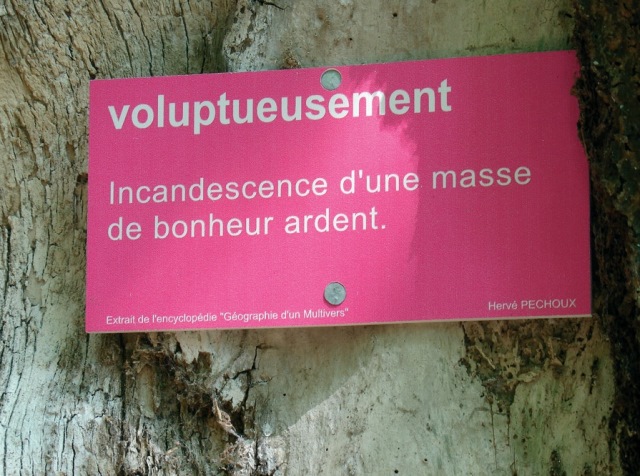 voluptueusement
Incandescence d'une masse
de bonheur ardent.
Extrait de l'encyclopédie "Géographie d'un Multivers"
Hervé PECHOUX